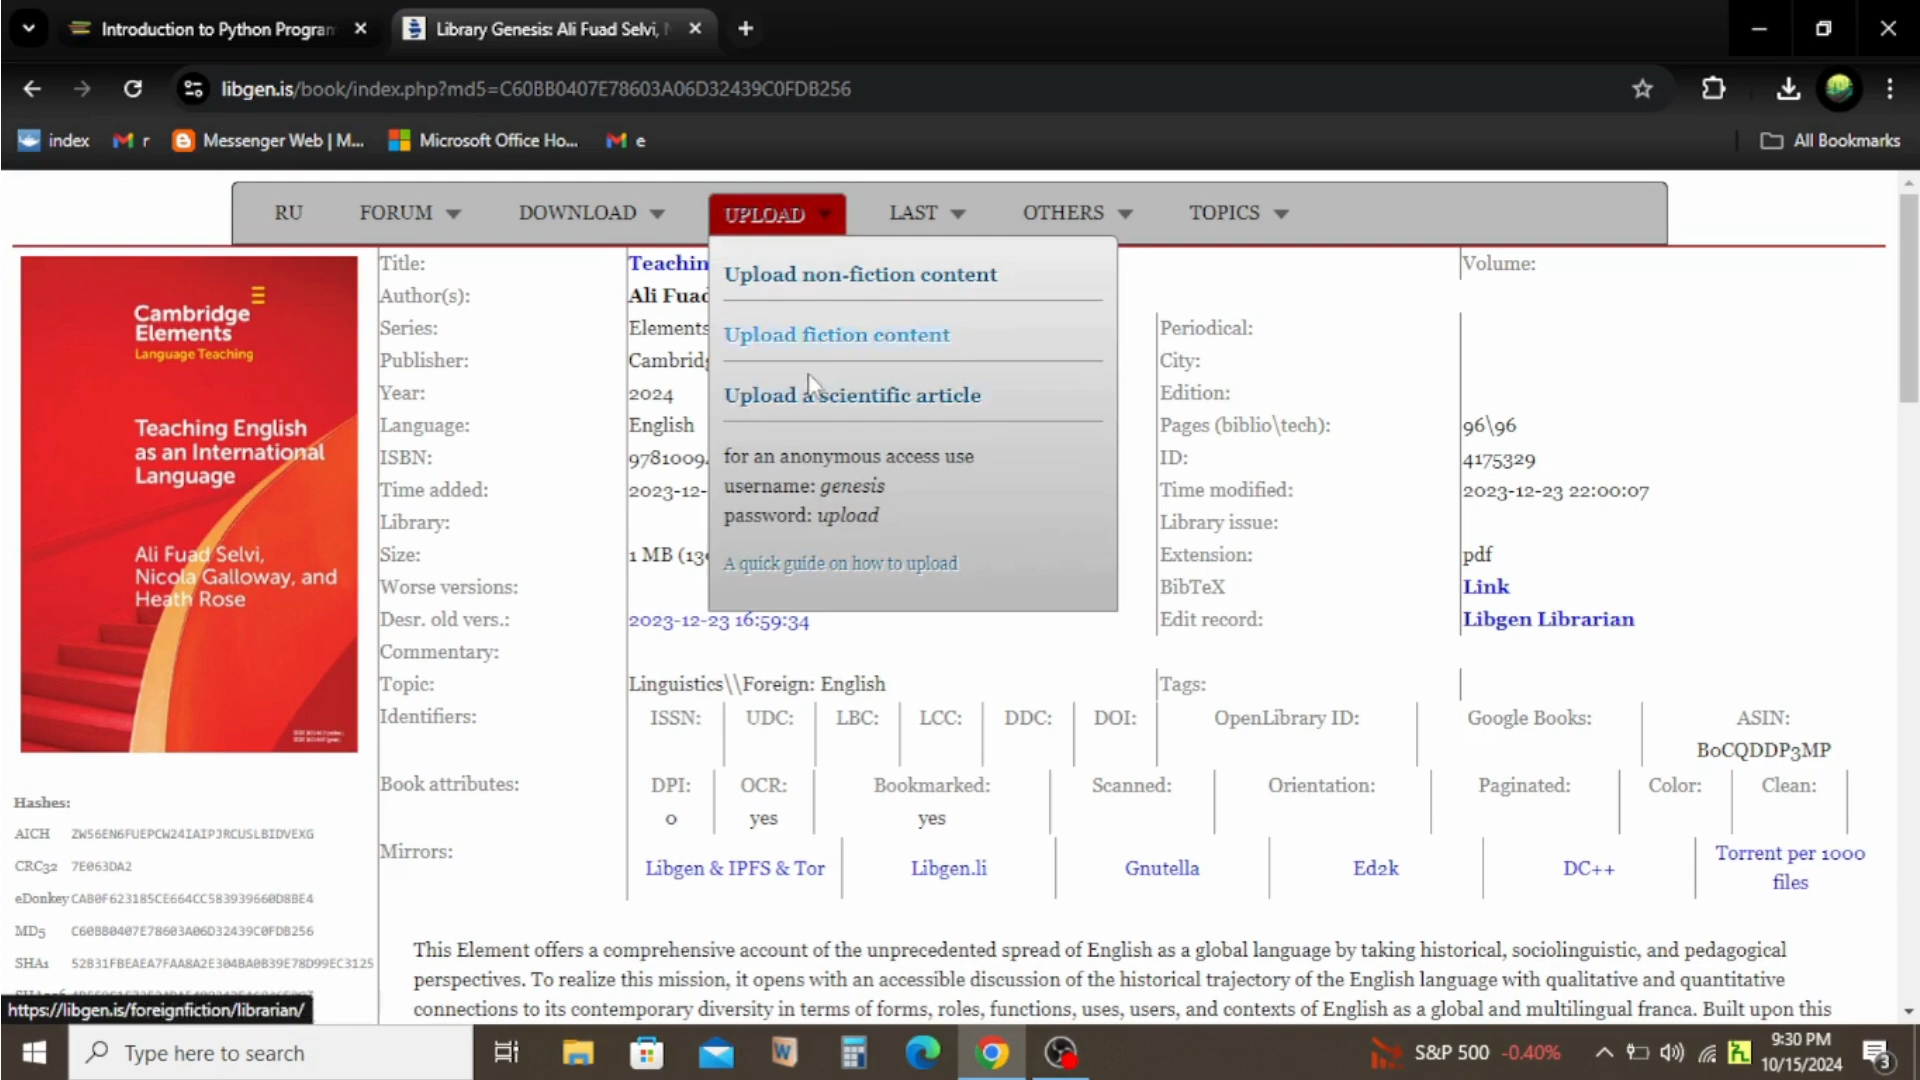 Introduction to Python Progran
Library Genesis: Ali Fuad Selvi,
libgen.is/book/index.php?md5=C60BB0407E78603A06D32439C0FDB256
index
r
Messenger Web | M...
Microsoft Office Ho...
e
All Bookmarks
RU
FORUM
DOWNLOAD
UPLOAD
LAST
OTHERS
TOPICS
Upload non-fiction content
Upload fiction content
Upload a scientific article
for an anonymous access use
username: genesis
password: upload
A quick guide on how to upload
Cambridge
Elements
Language Teaching
Teaching English
as an International
Language
Ali Fuad Selvi,
Nicola Galloway, and
Heath Rose
Title: Teachin Volume:
Author(s): Ali Fuad
Series: Elements Periodical:
Publisher: Cambridg City:
Year: 2024 Edition:
Language: English Pages (biblio\tech): 96\96
ISBN: 9781009 ID: 4175329
Time added: 2023-12- Time modified: 2023-12-23 22:00:07
Library: Library issue:
Size: 1 MB (13 Extension: pdf
Worse versions: BibTeX Link
Desr. old vers.: 2023-12-23 16:59:34 Edit record: Libgen Librarian
Commentary:
Topic: Linguistics\\Foreign: English Tags:
Identifiers: ISSN: UDC: LBC: LCC: DDC: DOI: OpenLibrary ID: Google Books: ASIN:
B0CQDDP3MP
Book attributes: DPI: OCR: Bookmarked: Scanned: Orientation: Paginated: Color: Clean:
0 yes yes
Mirrors: Libgen & IPFS & Tor Libgen.li Gnutella Ed2k DC++ Torrent per 1000
files
Hashes:
AICH ZW56EN6FUEPCW24IAIPJRCUSLBIDVEXG
CRC32 7E063DA2
eDonkey CAB0F623185CE664CC583939660D8BE4
MD5 C60BB0407E78603A06D32439C0FDB256
SHA1 52B31FBEAEA7FAA8A2E304BA0B39E78D99EC3125
This Element offers a comprehensive account of the unprecedented spread of English as a global language by taking historical, sociolinguistic, and pedagogical
perspectives. To realize this mission, it opens with an accessible discussion of the historical trajectory of the English language with qualitative and quantitative
connections to its contemporary diversity in terms of forms, roles, functions, uses, users, and contexts of English as a global and multilingual franca. Built upon this
https://libgen.is/foreignfiction/librarian/
Type here to search
S&P 500 -0.40%
9:30 PM
10/15/2024
3